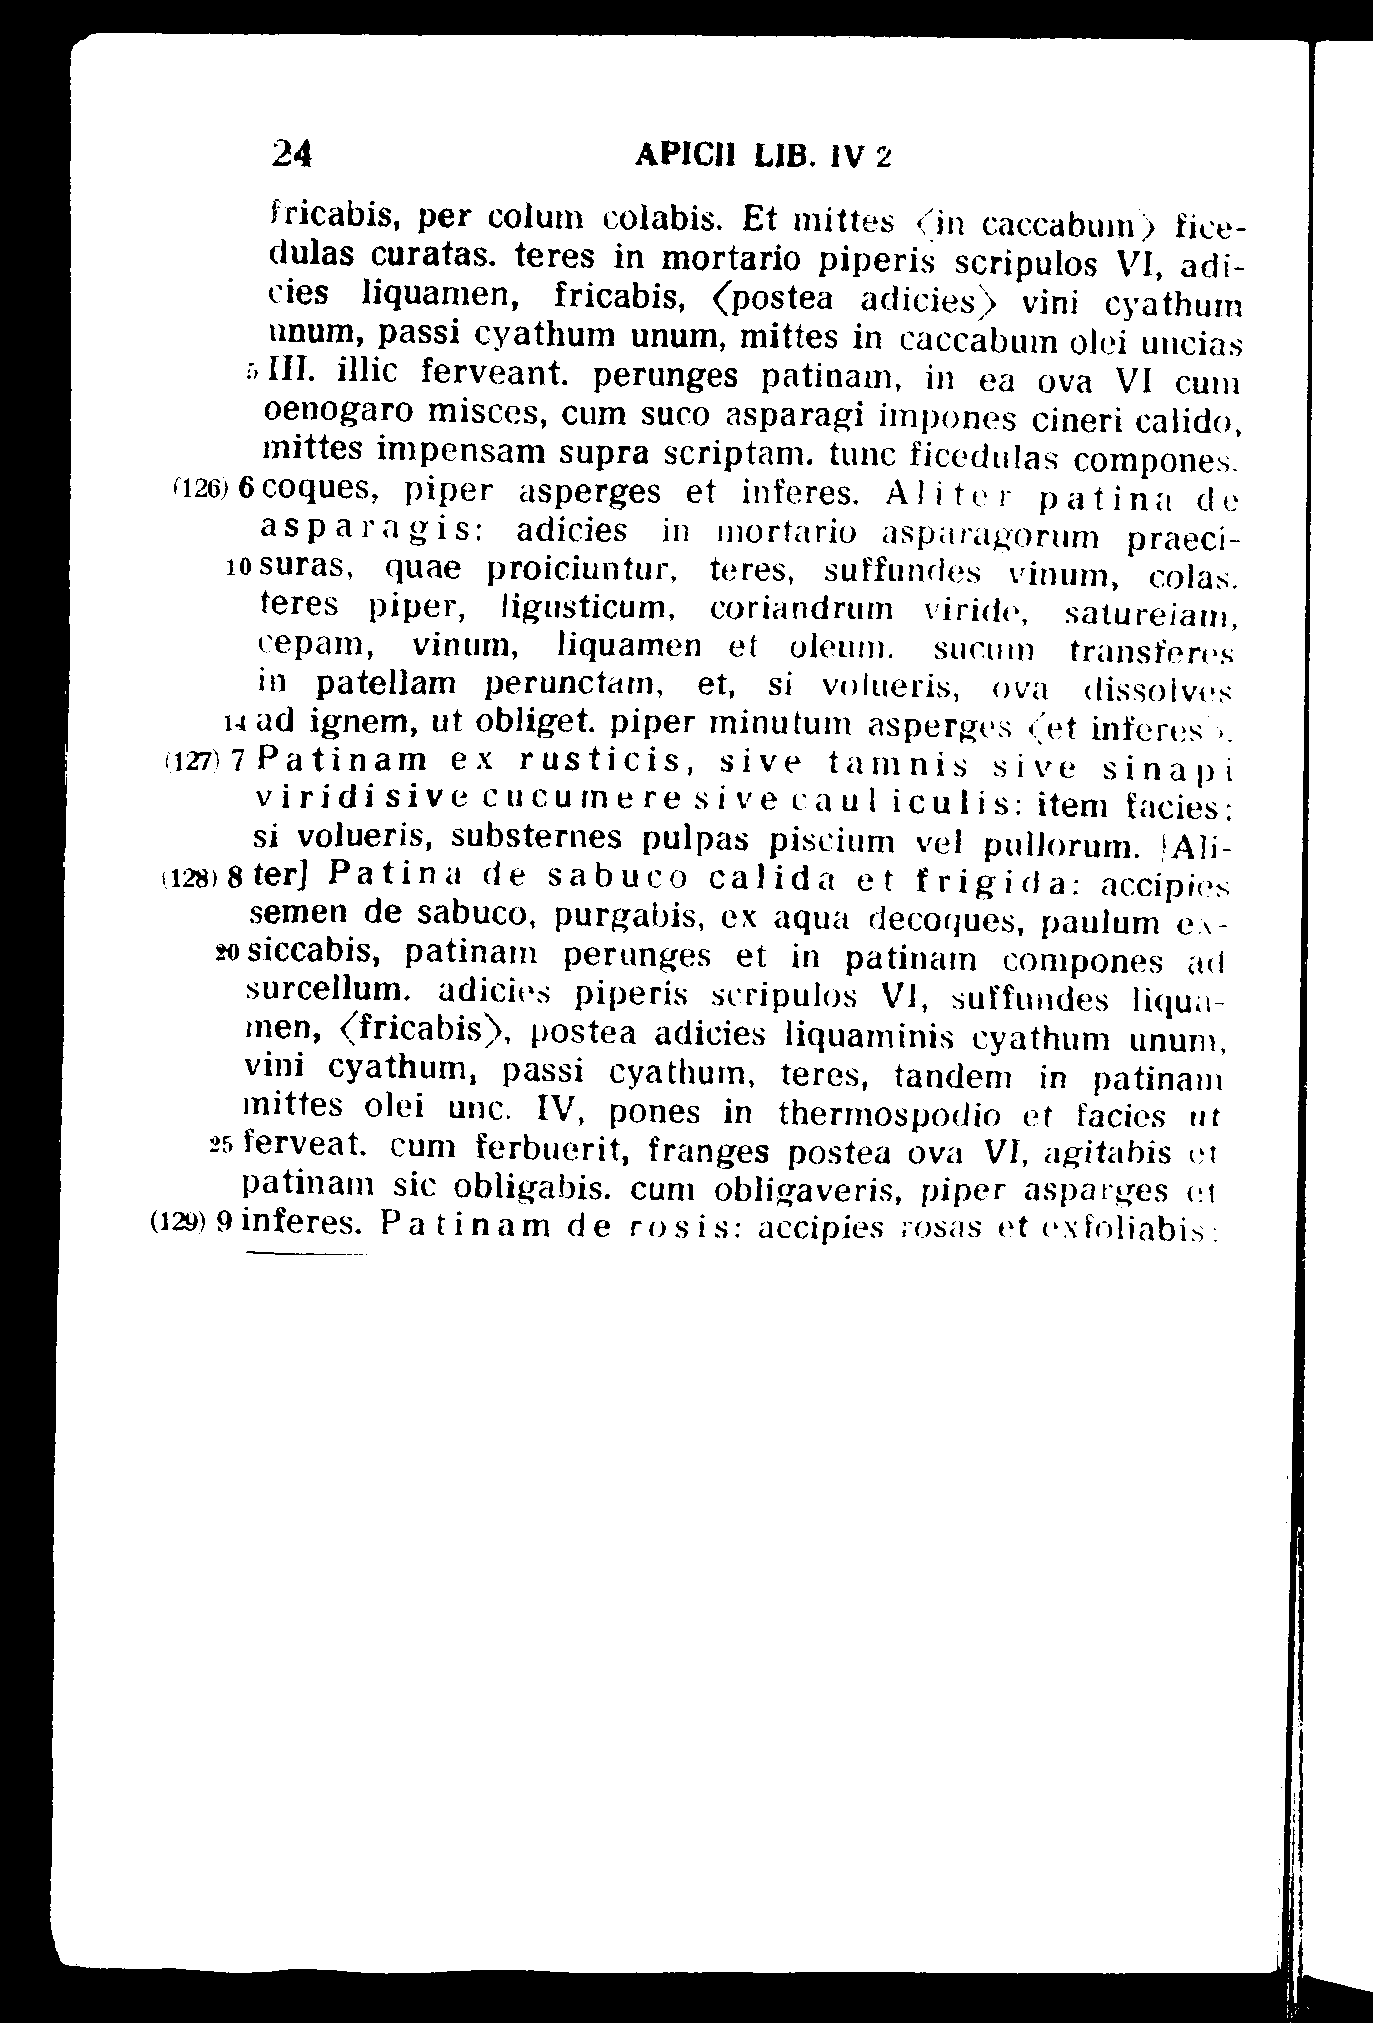 24 APICII LIB. IV 2
fricabis, per colum colabis. Et mittes ⟨in caccabum⟩ fice-
dulas curatas. teres in mortario piperis scripulos VI, adi-
cies liquamen, fricabis, ⟨postea adicies⟩ vini cyathum
unum, passi cyathum unum, mittes in caccabum olei uncias
5 III. illic ferveant. perunges patinam, in ea ova VI cum
oenogaro misces, cum suco asparagi impones cineri calido,
mittes impensam supra scriptam. tunc ficedulas compones.
(126) 6 coques, piper asperges et inferes. Aliter patina de
asparagis: adicies in mortario asparagorum praeci-
10 suras, quae proiciuntur, teres, suffundes vinum, colas.
teres piper, ligusticum, coriandrum viride, satureiam,
cepam, vinum, liquamen et oleum. sucum transferes
in patellam perunctam, et, si volueris, ova dissolves
14 ad ignem, ut obliget. piper minutum asperges ⟨et inferes⟩.
(127) 7 Patinam ex rusticis, sive tamnis sive sinapi
viridi sive cucumere sive cauliculis: item facies:
si volueris, substernes pulpas piscium vel pullorum. [Ali-
(128) 8 ter] Patina de sabuco calida et frigida: accipies
semen de sabuco, purgabis, ex aqua decoques, paulum ex-
20 siccabis, patinam perunges et in patinam compones ad
surcellum. adicies piperis scripulos VI, suffundes liqua-
men, ⟨fricabis⟩, postea adicies liquaminis cyathum unum,
vini cyathum, passi cyathum, teres, tandem in patinam
mittes olei unc. IV, pones in thermospodio et facies ut
25 ferveat. cum ferbuerit, franges postea ova VI, agitabis et
patinam sic obligabis. cum obligaveris, piper asparges et
(129) 9 inferes. Patinam de rosis: accipies rosas et exfoliabis: